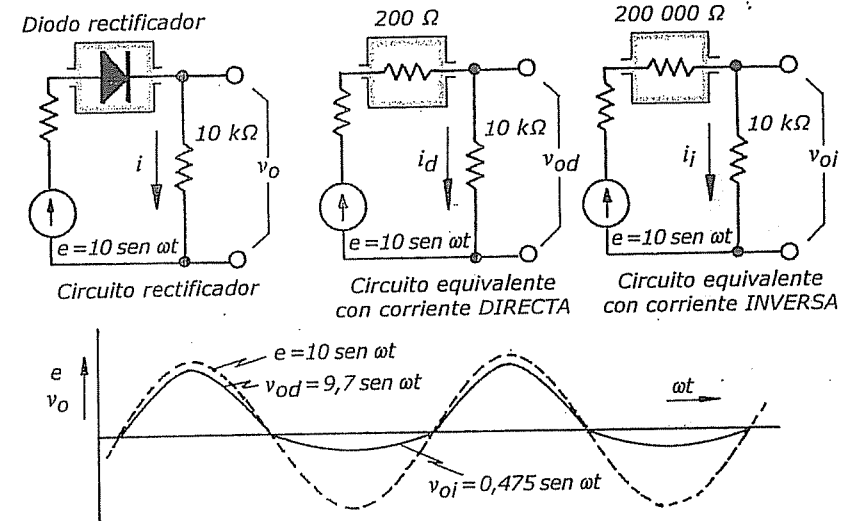 Diodo rectificador
200 Ω
200 000 Ω
10 kΩ
i
v₀
e=10 sen ωt
10 kΩ
i_d
v_od
e=10 sen ωt
10 kΩ
i_i
v_oi
e=10 sen ωt
Circuito rectificador
Circuito equivalente
con corriente DIRECTA
Circuito equivalente
con corriente INVERSA
e
v₀
e=10 sen ωt
v_od=9,7 sen ωt
ωt
v_oi=0,475 sen ωt